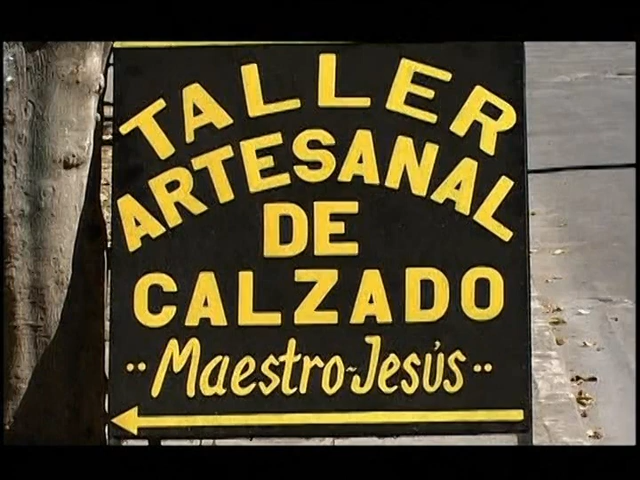 TALLER
ARTESANAL
DE
CALZADO
·· Maestro~Jesús ··